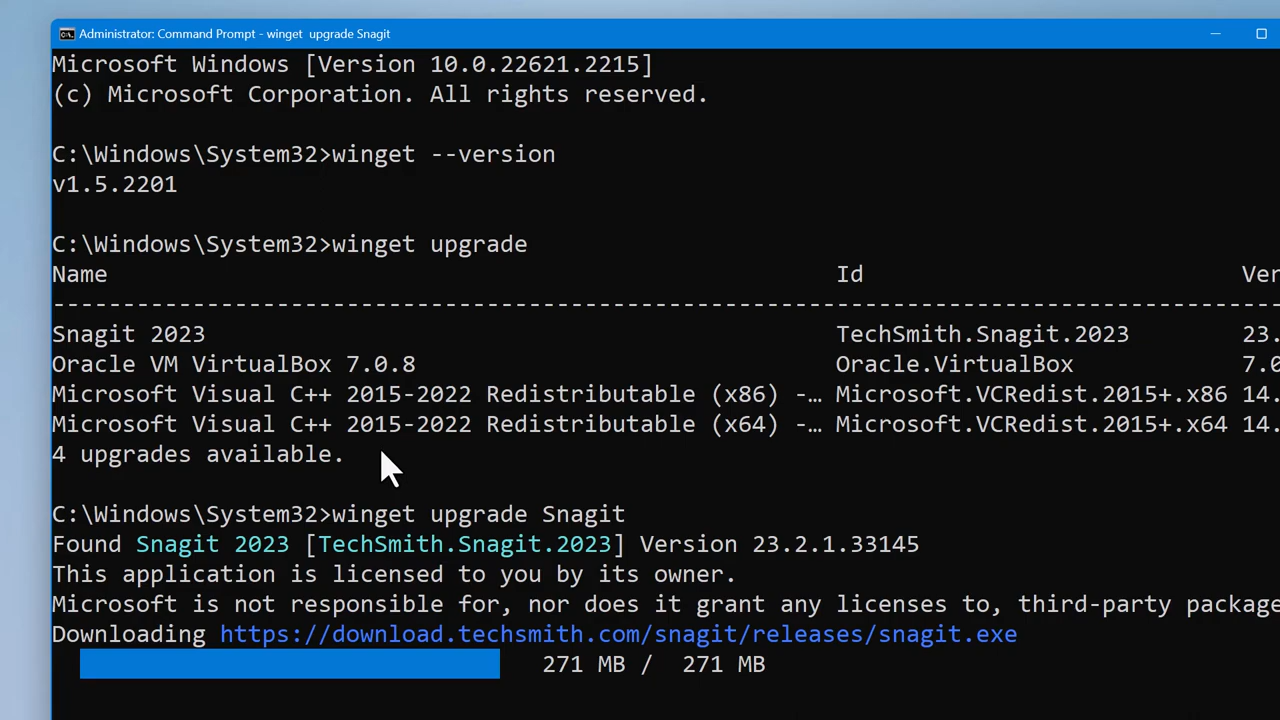 Administrator: Command Prompt - winget  upgrade Snagit
Microsoft Windows [Version 10.0.22621.2215]
(c) Microsoft Corporation. All rights reserved.
C:\Windows\System32>winget --version
v1.5.2201
C:\Windows\System32>winget upgrade
Name Id Ver
--------------------------------------------------------------------------------
Snagit 2023 TechSmith.Snagit.2023 23.
Oracle VM VirtualBox 7.0.8 Oracle.VirtualBox 7.0
Microsoft Visual C++ 2015-2022 Redistributable (x86) -… Microsoft.VCRedist.2015+.x86 14.
Microsoft Visual C++ 2015-2022 Redistributable (x64) -… Microsoft.VCRedist.2015+.x64 14.
4 upgrades available.
C:\Windows\System32>winget upgrade Snagit
Found Snagit 2023 [TechSmith.Snagit.2023] Version 23.2.1.33145
This application is licensed to you by its owner.
Microsoft is not responsible for, nor does it grant any licenses to, third-party package
Downloading https://download.techsmith.com/snagit/releases/snagit.exe
271 MB / 271 MB